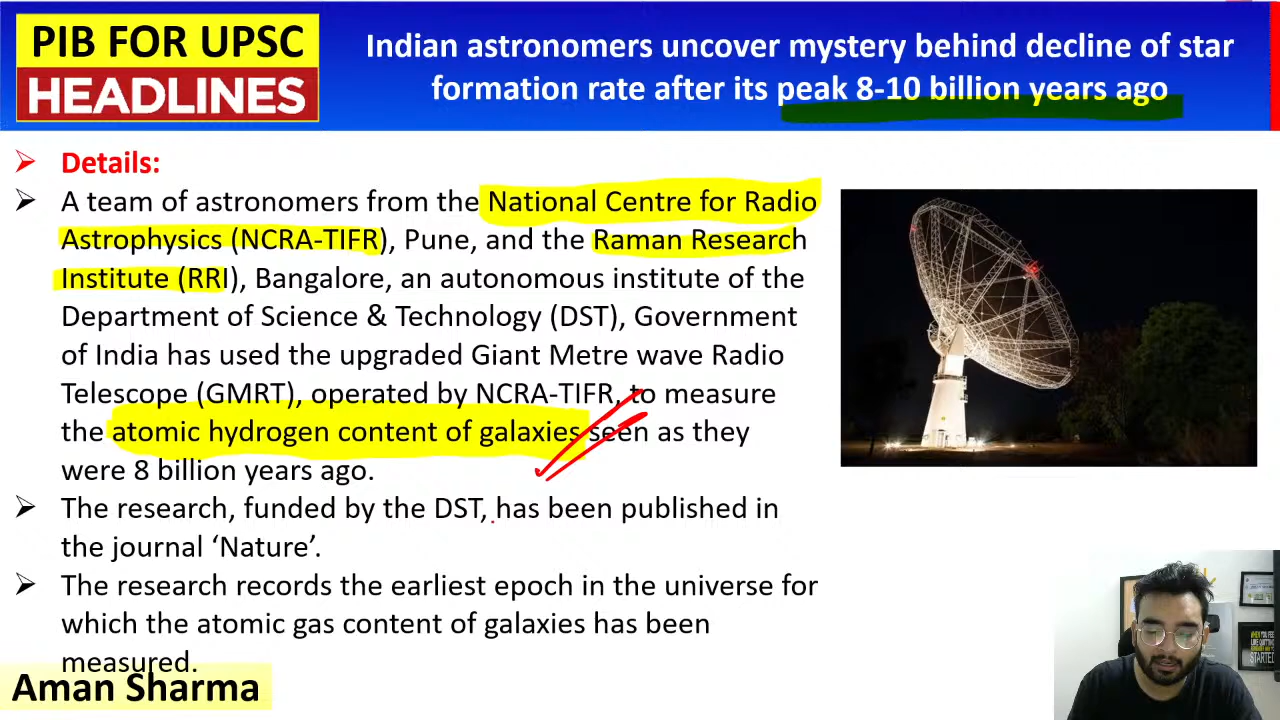 PIB FOR UPSC
HEADLINES
Indian astronomers uncover mystery behind decline of star
formation rate after its peak 8-10 billion years ago
Details:
A team of astronomers from the National Centre for Radio
Astrophysics (NCRA-TIFR), Pune, and the Raman Research
Institute (RRI), Bangalore, an autonomous institute of the
Department of Science & Technology (DST), Government
of India has used the upgraded Giant Metre wave Radio
Telescope (GMRT), operated by NCRA-TIFR, to measure
the atomic hydrogen content of galaxies seen as they
were 8 billion years ago.
The research, funded by the DST, has been published in
the journal ‘Nature’.
The research records the earliest epoch in the universe for
which the atomic gas content of galaxies has been
measured.
Aman Sharma